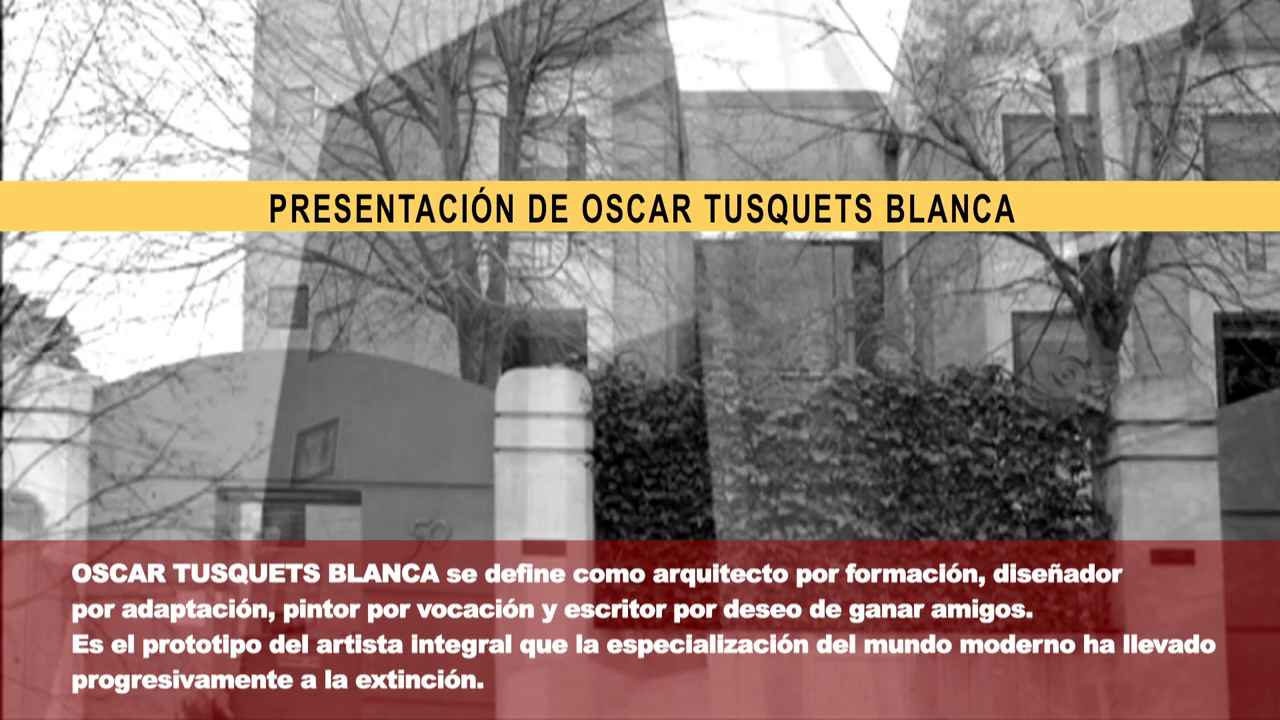 PRESENTACIÓN DE OSCAR TUSQUETS BLANCA
OSCAR TUSQUETS BLANCA se define como arquitecto por formación, diseñador
por adaptación, pintor por vocación y escritor por deseo de ganar amigos.
Es el prototipo del artista integral que la especialización del mundo moderno ha llevado
progresivamente a la extinción.